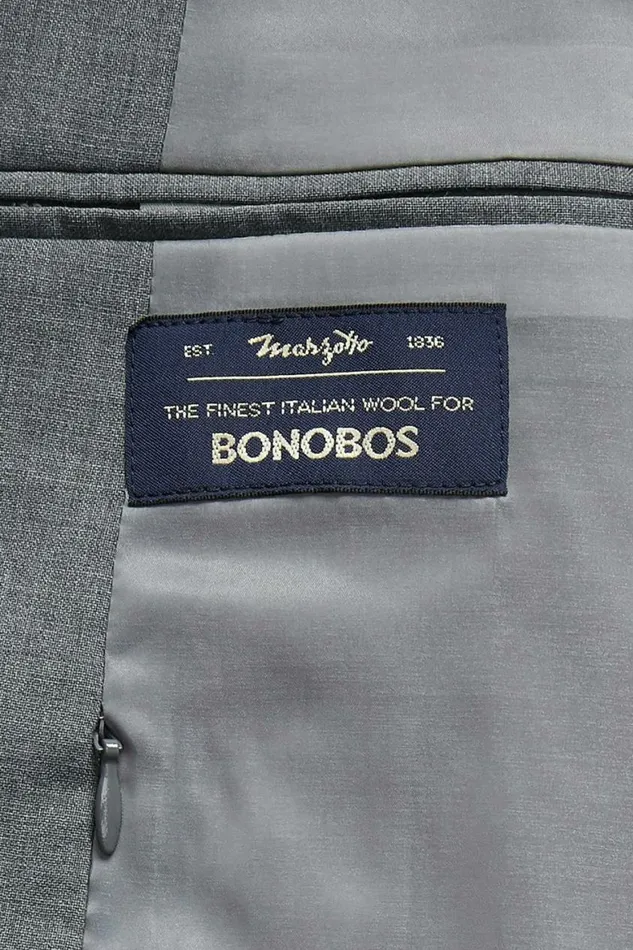 EST. Marzotto 1836
THE FINEST ITALIAN WOOL FOR
BONOBOS